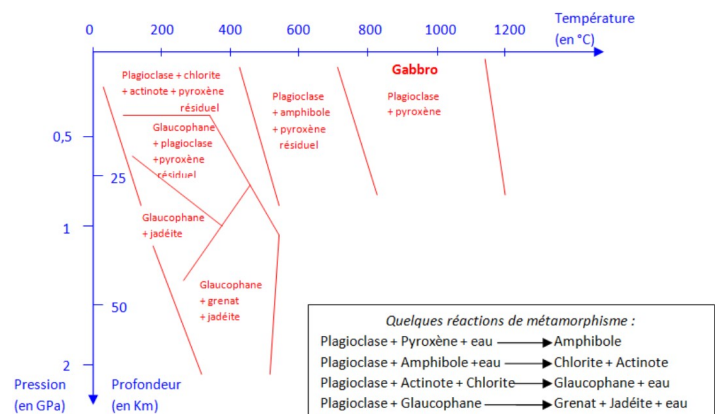 Température
(en °C)
0
200
400
600
800
1000
1200
Gabbro
Plagioclase + chlorite
+ actinote + pyroxène
résiduel
Plagioclase
+ amphibole
+ pyroxène
résiduel
Plagioclase
+ pyroxène
Glaucophane
+ plagioclase
+pyroxène
résiduel
0,5
25
Glaucophane
+ jadéite
1
Glaucophane
+ grenat
+ jadéite
50
2
Pression
(en GPa)
Profondeur
(en Km)
Quelques réactions de métamorphisme :
Plagioclase + Pyroxène + eau Amphibole
Plagioclase + Amphibole +eau Chlorite + Actinote
Plagioclase + Actinote + Chlorite Glaucophane + eau
Plagioclase + Glaucophane Grenat + Jadéite + eau